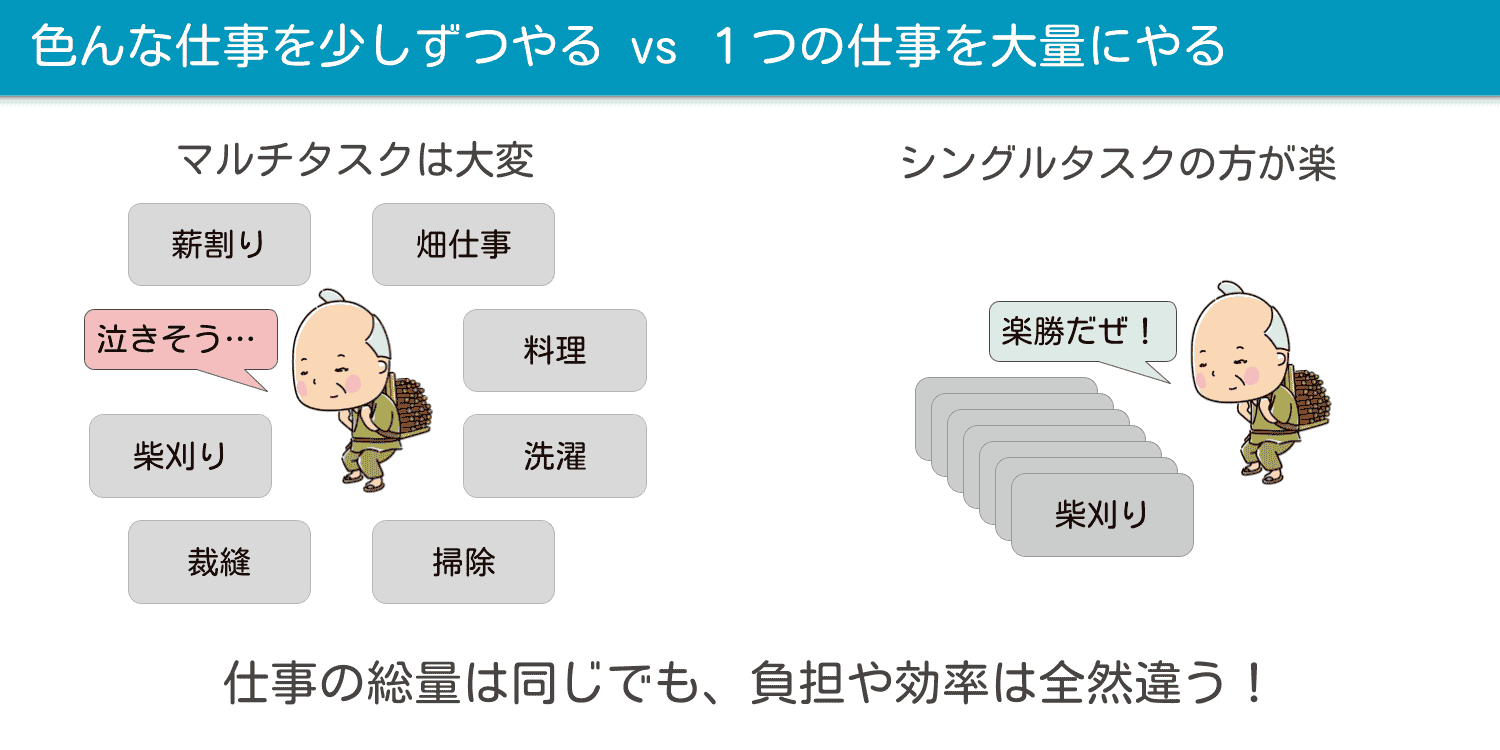 色んな仕事を少しずつやる vs １つの仕事を大量にやる
マルチタスクは大変
薪割り
畑仕事
泣きそう…
料理
柴刈り
洗濯
裁縫
掃除
シングルタスクの方が楽
楽勝だぜ！
柴刈り
仕事の総量は同じでも、負担や効率は全然違う！